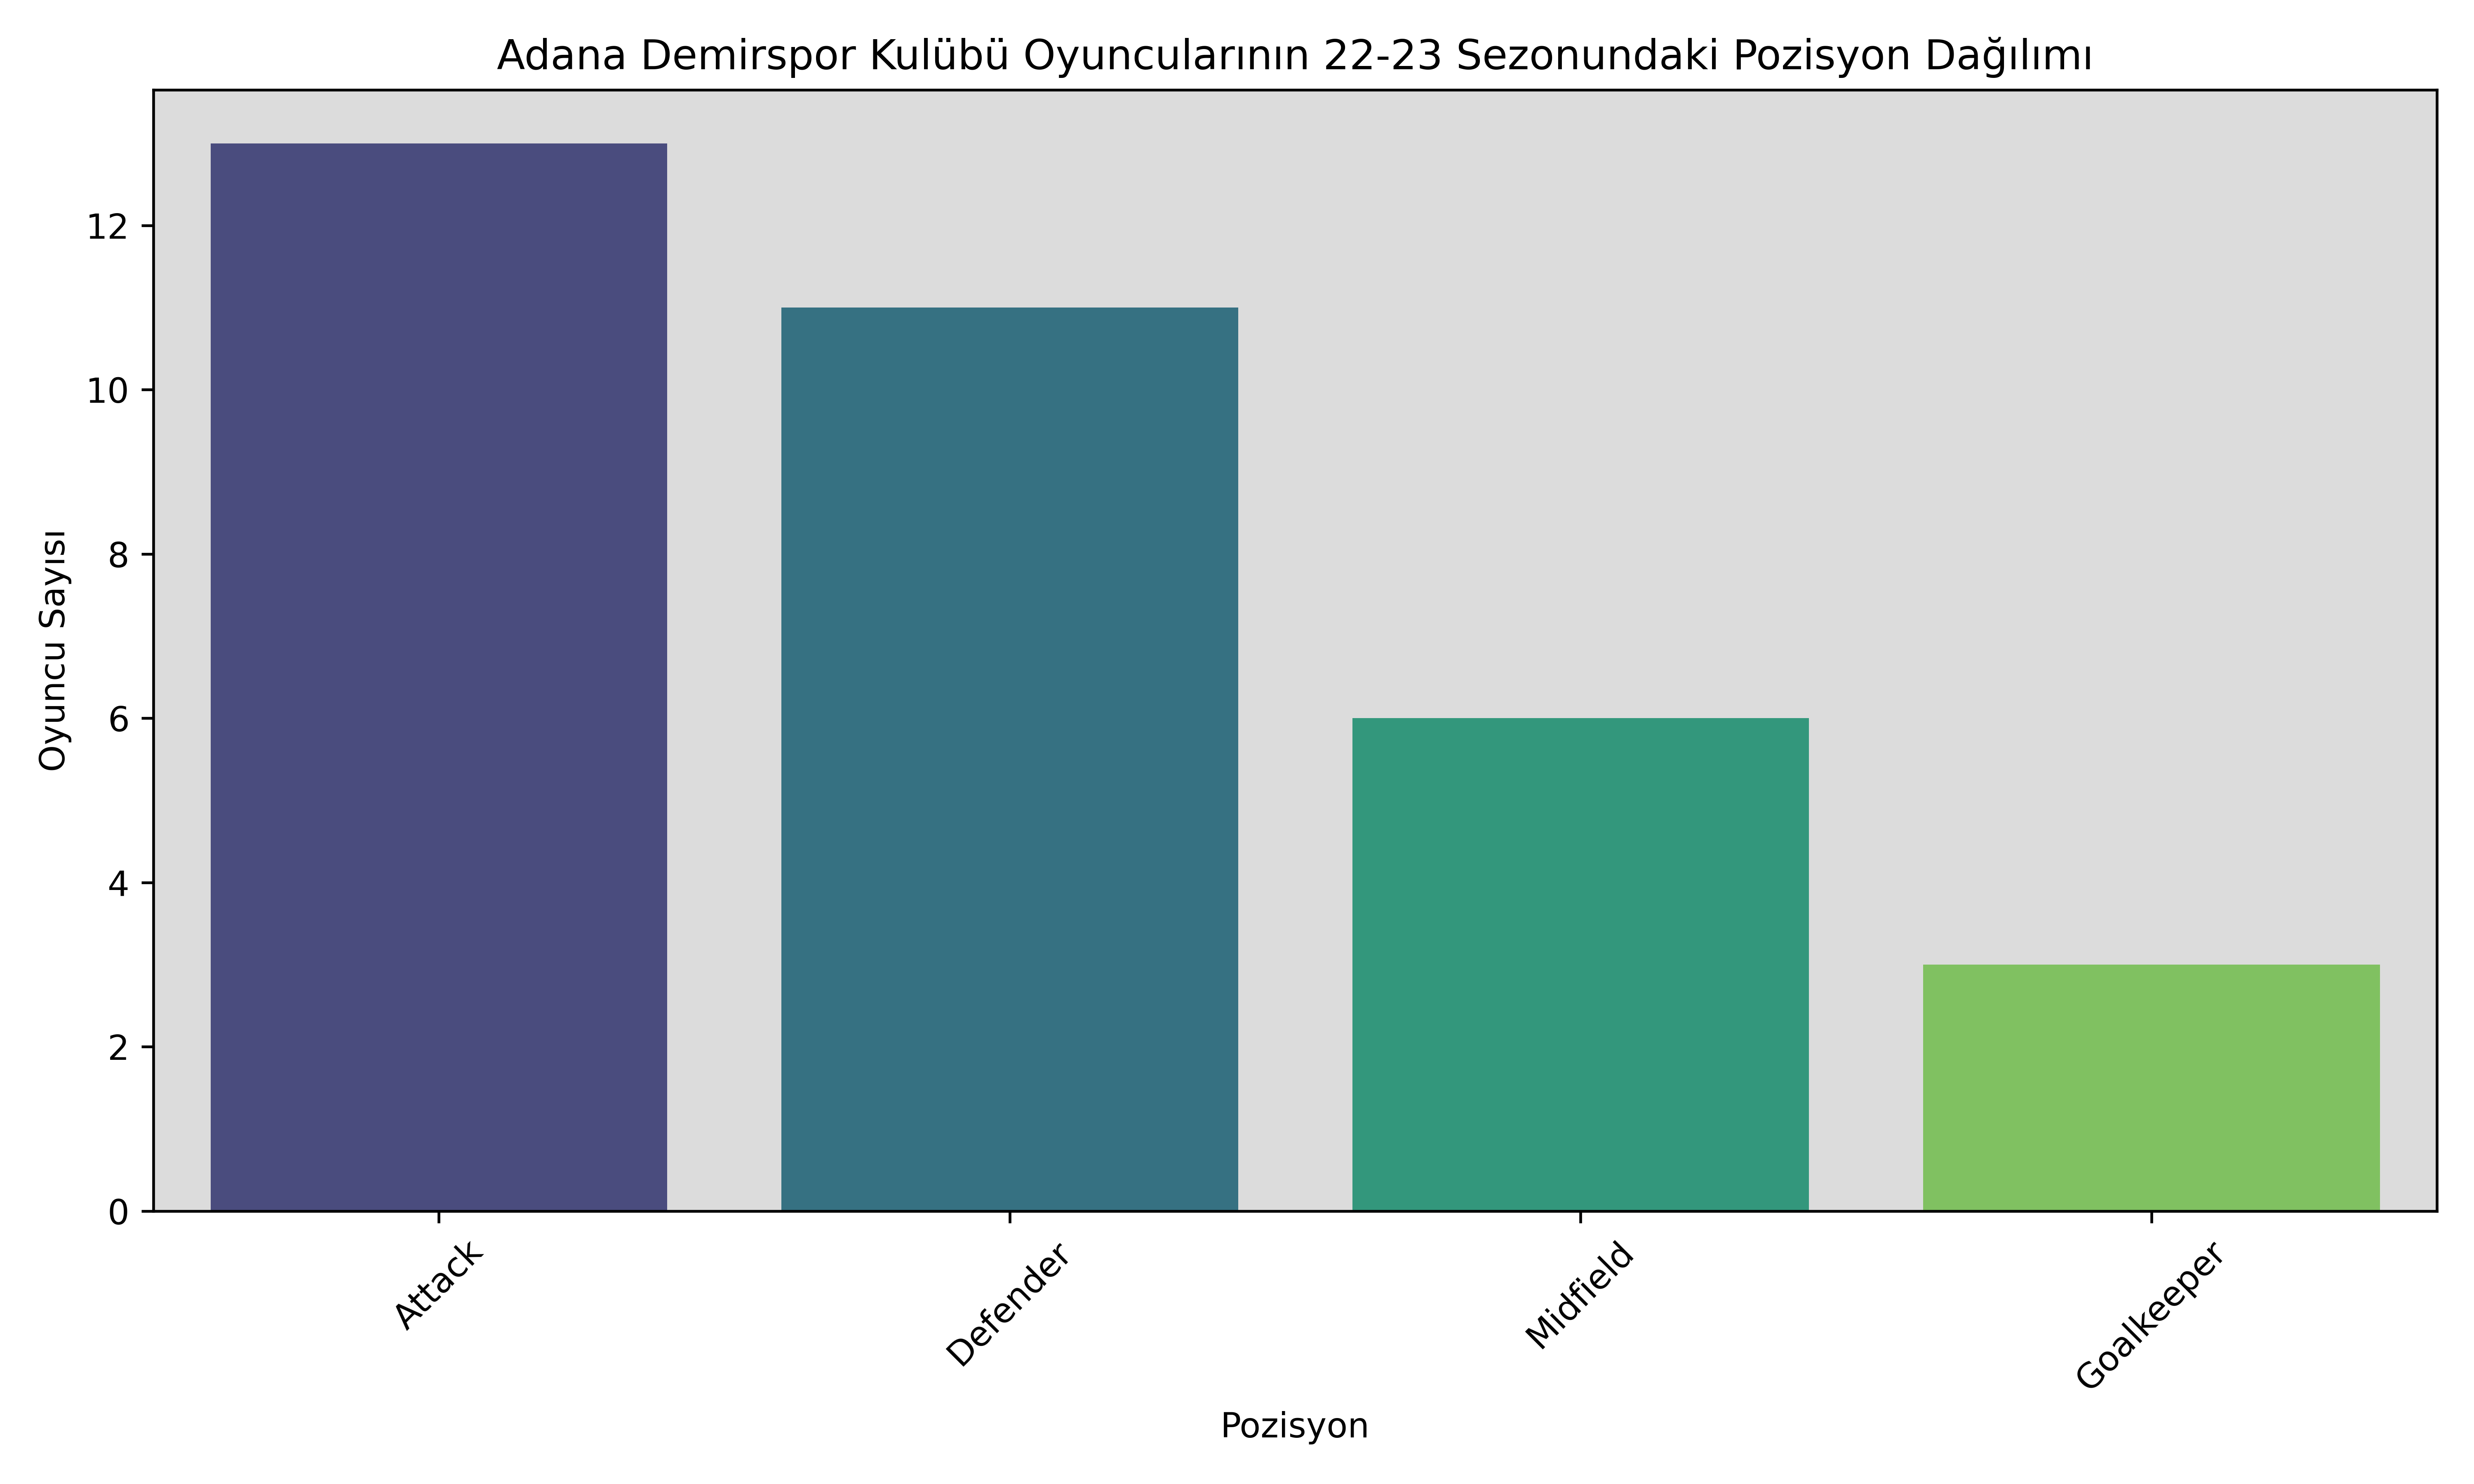 Adana Demirspor Kulübü Oyuncularının 22-23 Sezonundaki Pozisyon Dağılımı
Oyuncu Sayısı
12
10
8
6
4
2
0
Attack
Defender
Midfield
Goalkeeper
Pozisyon